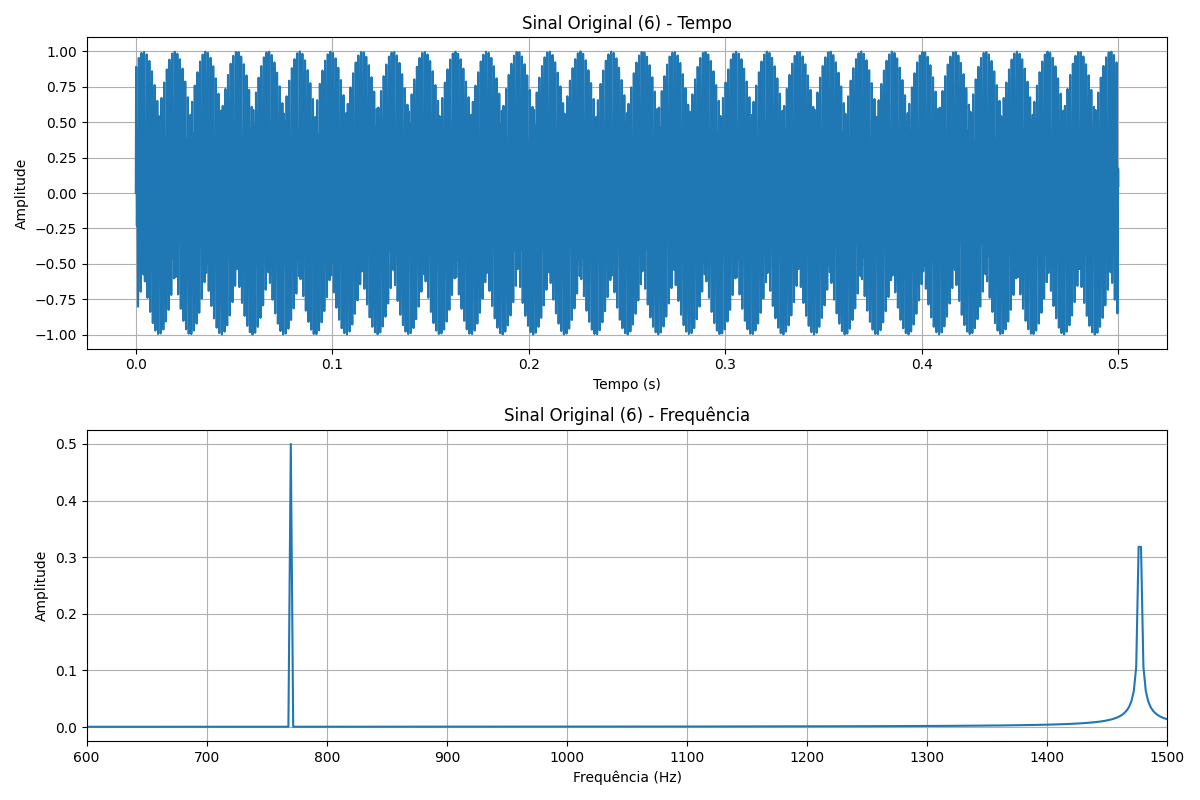 Sinal Original (6) - Tempo
1.00
0.75
0.50
0.25
0.00
−0.25
−0.50
−0.75
−1.00
Amplitude
0.0 0.1 0.2 0.3 0.4 0.5
Tempo (s)
Sinal Original (6) - Frequência
0.5
0.4
0.3
0.2
0.1
0.0
Amplitude
600 700 800 900 1000 1100 1200 1300 1400 1500
Frequência (Hz)